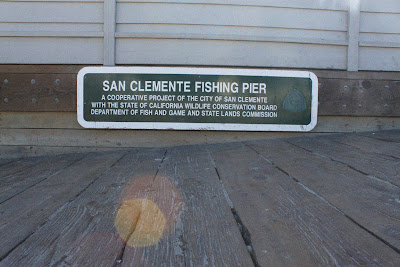 SAN CLEMENTE FISHING PIER
A COOPERATIVE PROJECT OF THE CITY OF SAN CLEMENTE
WITH THE STATE OF CALIFORNIA WILDLIFE CONSERVATION BOARD
DEPARTMENT OF FISH AND GAME AND STATE LANDS COMMISSION